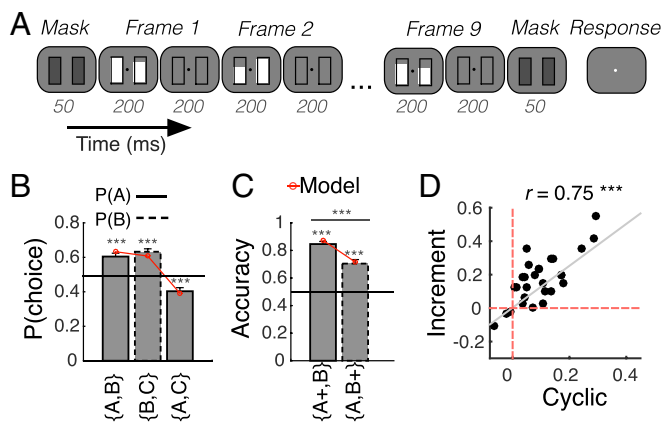 A
Mask Frame 1 Frame 2 Frame 9 Mask Response
...
50 200 200 200 200 200 200 50
Time (ms)
B
P(A)
P(B)
P(choice)
0.8
0.6
0.4
0.2
0
***
***
***
{A,B}
{B,C}
{A,C}
C
Model
***
***
***
Accuracy
1
0.8
0.6
0.4
0.2
0
{A+,B}
{A,B+}
D
r = 0.75 ***
Increment
0.6
0.4
0.2
0
-0.2
0 0.2 0.4
Cyclic